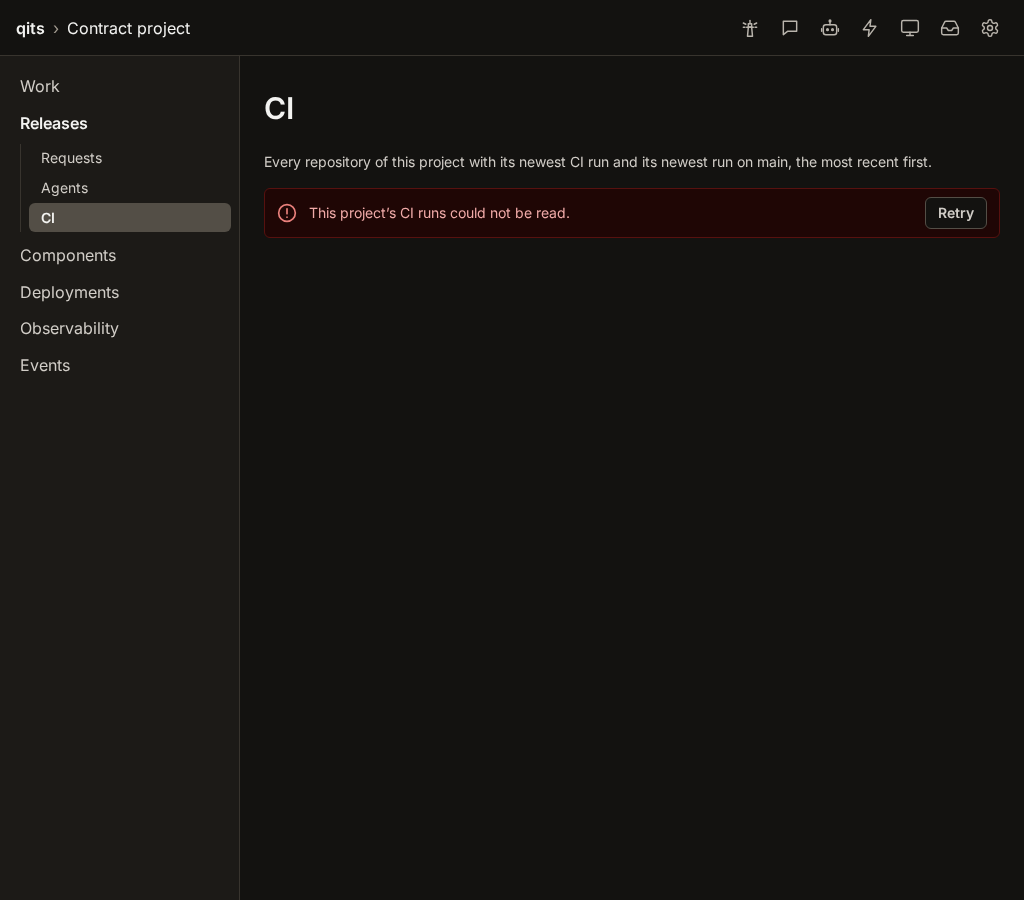 qits › Contract project
Work
Releases
Requests
Agents
CI
Components
Deployments
Observability
Events
CI
Every repository of this project with its newest CI run and its newest run on main, the most recent first.
This project’s CI runs could not be read.
Retry